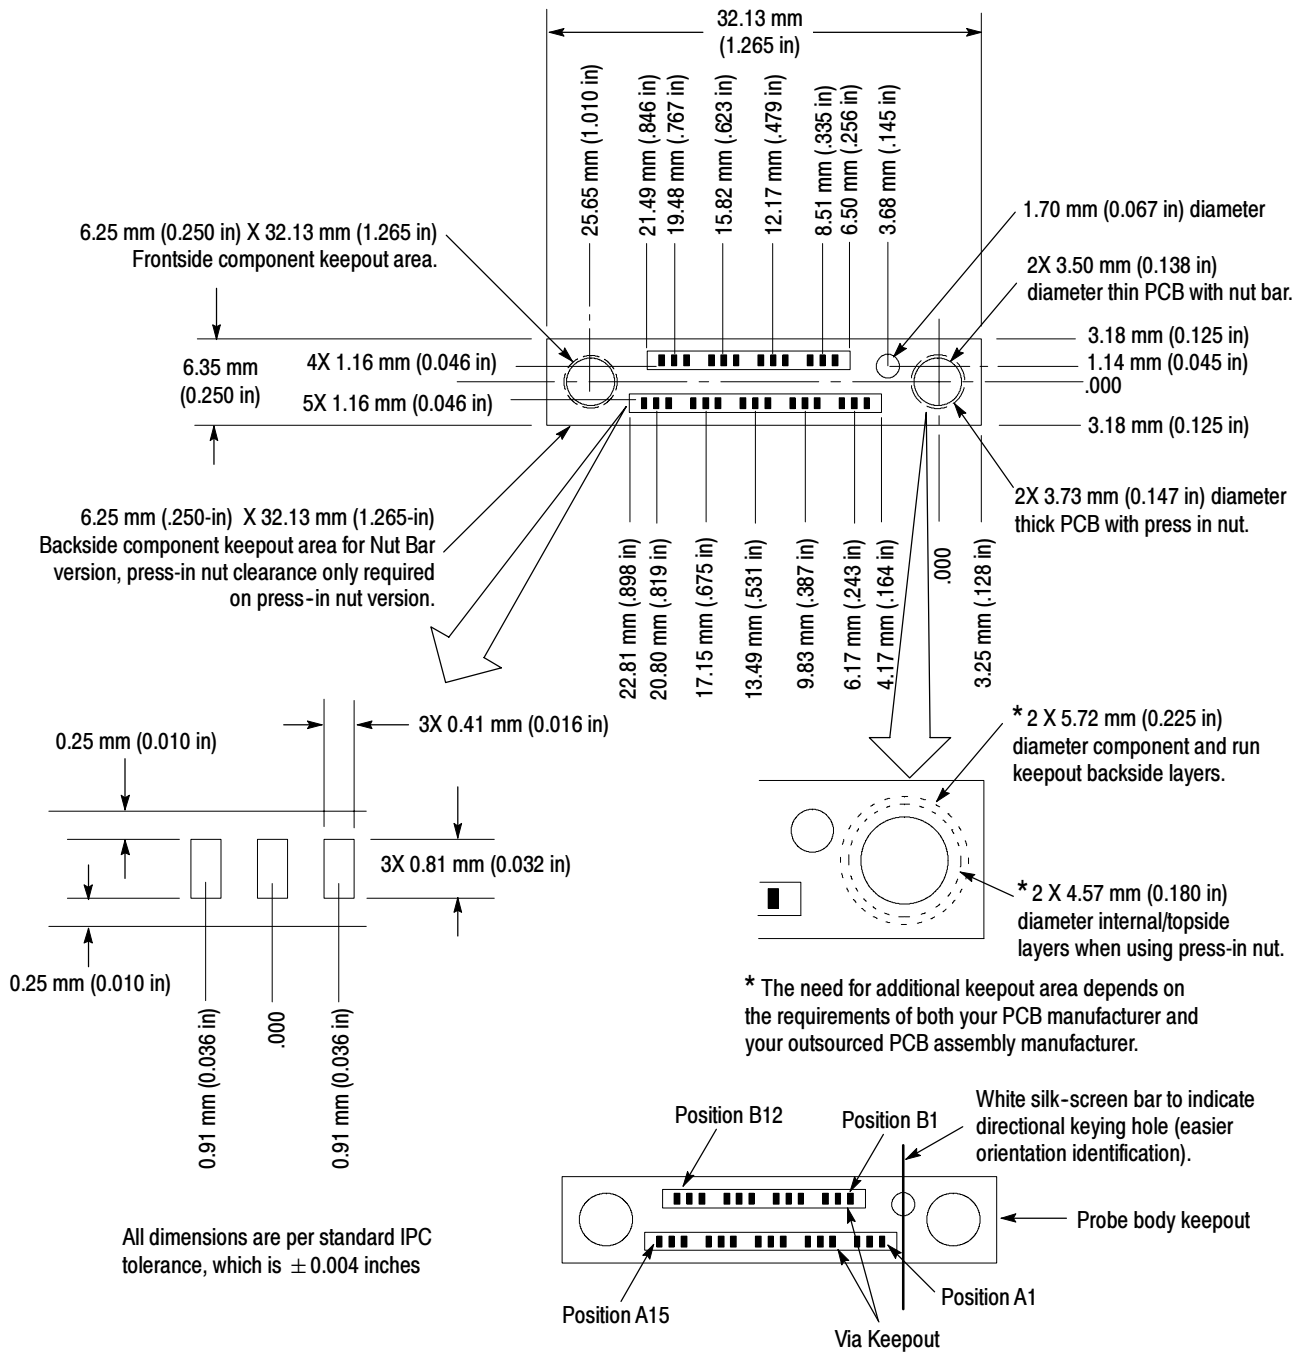 32.13 mm
(1.265 in)
25.65 mm (1.010 in)
21.49 mm (.846 in)
19.48 mm (.767 in)
15.82 mm (.623 in)
12.17 mm (.479 in)
8.51 mm (.335 in)
6.50 mm (.256 in)
3.68 mm (.145 in)
1.70 mm (0.067 in) diameter
6.25 mm (0.250 in) X 32.13 mm (1.265 in)
Frontside component keepout area.
2X 3.50 mm (0.138 in)
diameter thin PCB with nut bar.
6.35 mm
(0.250 in)
4X 1.16 mm (0.046 in)
5X 1.16 mm (0.046 in)
3.18 mm (0.125 in)
1.14 mm (0.045 in)
.000
3.18 mm (0.125 in)
2X 3.73 mm (0.147 in) diameter
thick PCB with press in nut.
6.25 mm (.250-in) X 32.13 mm (1.265-in)
Backside component keepout area for Nut Bar
version, press-in nut clearance only required
on press-in nut version.
22.81 mm (.898 in)
20.80 mm (.819 in)
17.15 mm (.675 in)
13.49 mm (.531 in)
9.83 mm (.387 in)
6.17 mm (.243 in)
4.17 mm (.164 in)
.000
3.25 mm (.128 in)
3X 0.41 mm (0.016 in)
0.25 mm (0.010 in)
3X 0.81 mm (0.032 in)
0.25 mm (0.010 in)
0.91 mm (0.036 in)
.000
0.91 mm (0.036 in)
* 2 X 5.72 mm (0.225 in)
diameter component and run
keepout backside layers.
* 2 X 4.57 mm (0.180 in)
diameter internal/topside
layers when using press-in nut.
* The need for additional keepout area depends on
the requirements of both your PCB manufacturer and
your outsourced PCB assembly manufacturer.
Position B12
Position B1
White silk-screen bar to indicate
directional keying hole (easier
orientation identification).
Probe body keepout
Position A15
Position A1
Via Keepout
All dimensions are per standard IPC
tolerance, which is ± 0.004 inches